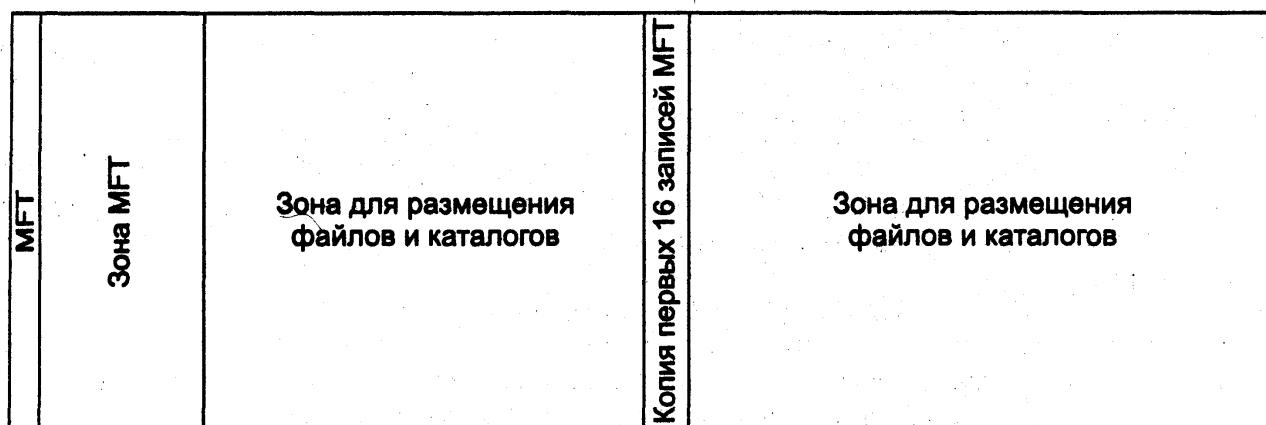 MFT
Зона MFT
Зона для размещения
файлов и каталогов
Копия первых 16 записей MFT
Зона для размещения
файлов и каталогов